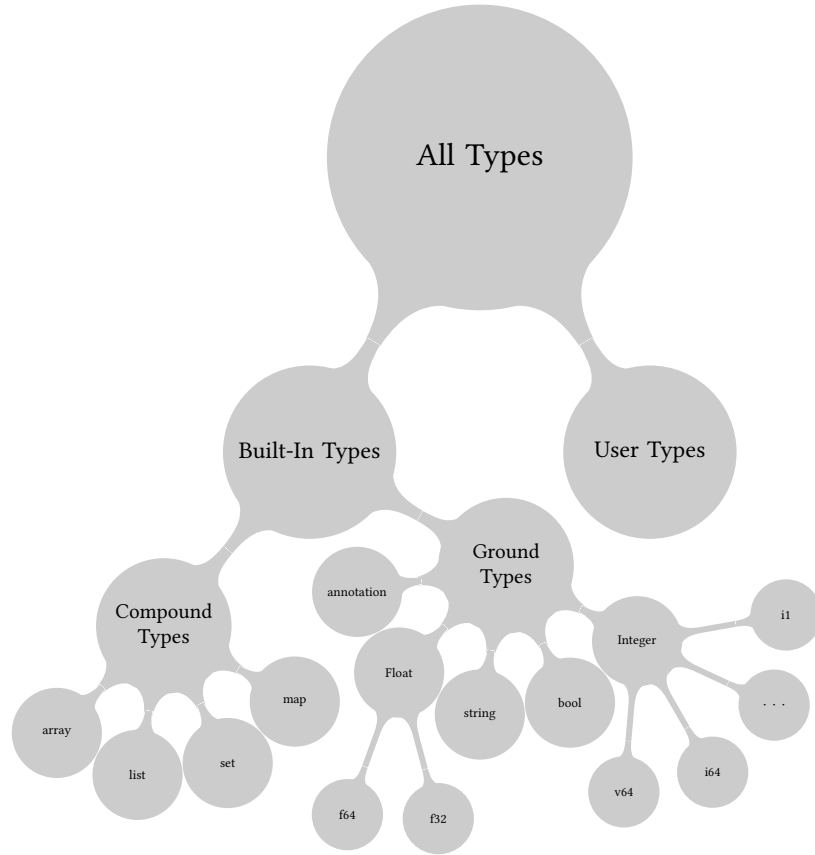 All Types
Built-In Types
User Types
Ground
Types
annotation
Compound
Types
i1
Integer
Float
map
bool
. . .
string
array
set
i64
list
v64
f64
f32